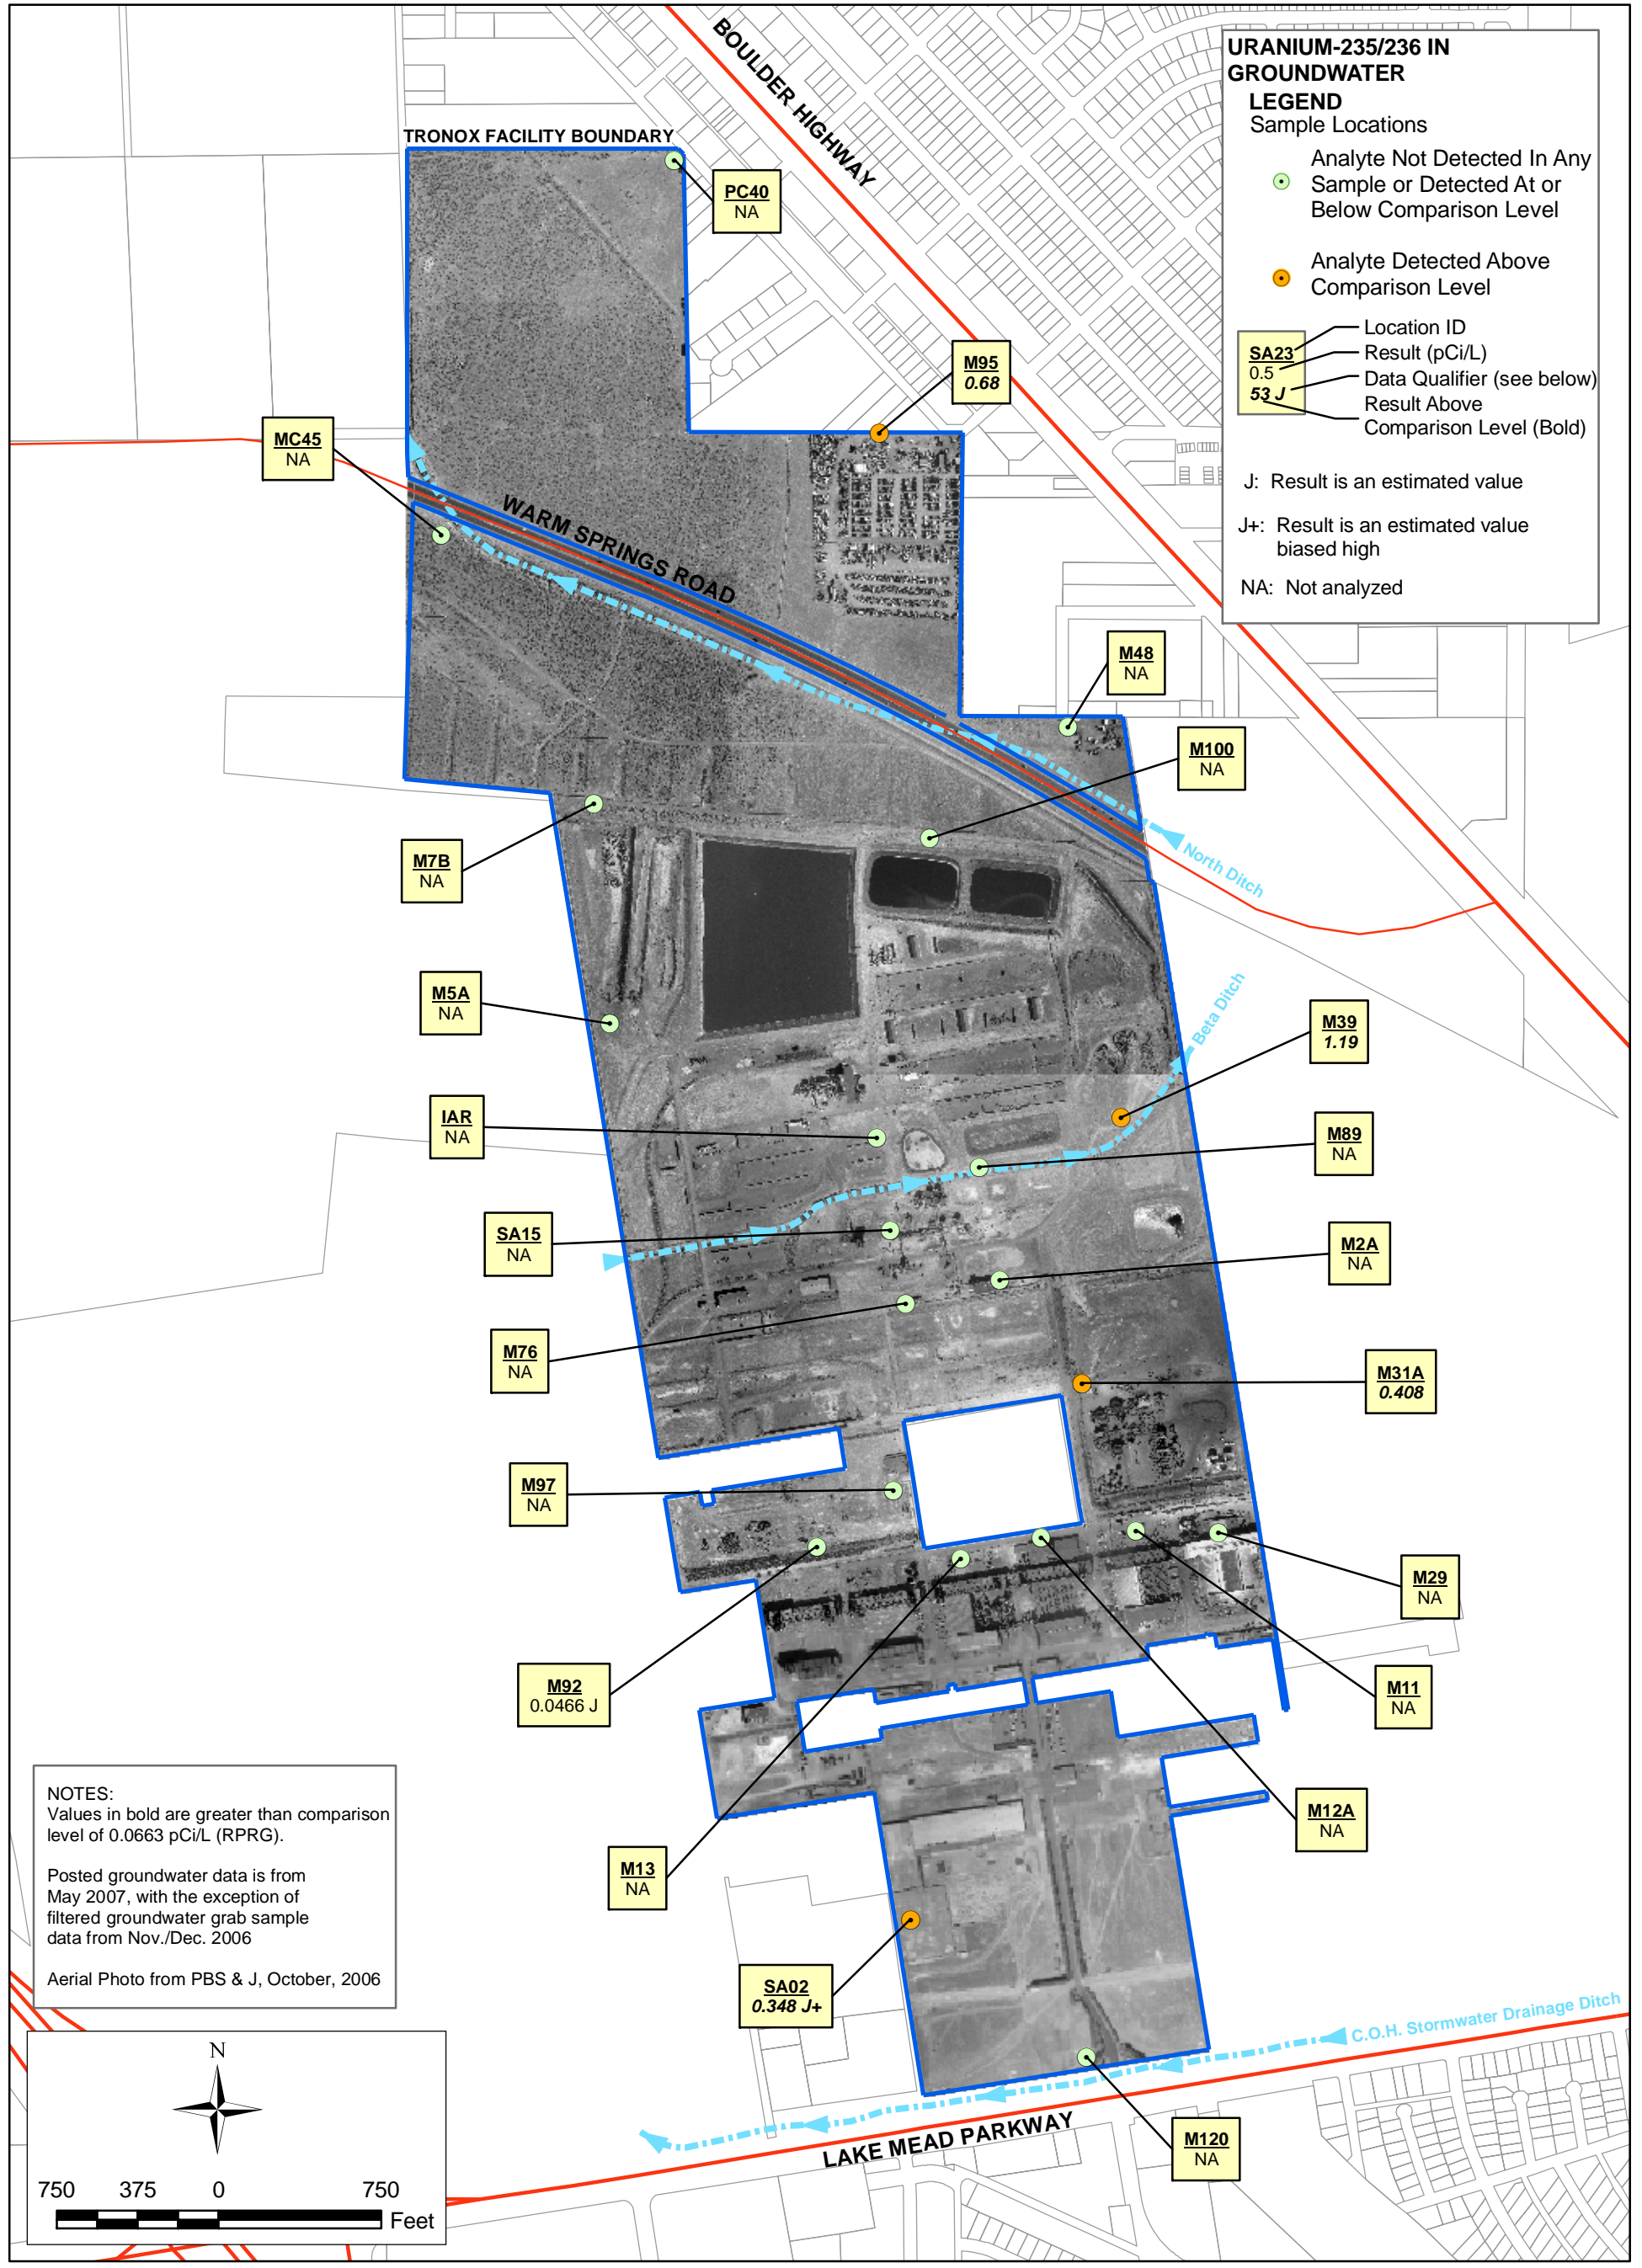 URANIUM-235/236 IN
GROUNDWATER
LEGEND
Sample Locations
Analyte Not Detected In Any
Sample or Detected At or
Below Comparison Level
Analyte Detected Above
Comparison Level
SA23
0.5
53 J
Location ID
Result (pCi/L)
Data Qualifier (see below)
Result Above
Comparison Level (Bold)
J: Result is an estimated value
J+: Result is an estimated value
biased high
NA: Not analyzed
BOULDER HIGHWAY
TRONOX FACILITY BOUNDARY
PC40
NA
M95
0.68
MC45
NA
WARM SPRINGS ROAD
M48
NA
M100
NA
North Ditch
M7B
NA
M5A
NA
Beta Ditch
M39
1.19
IAR
NA
M89
NA
SA15
NA
M2A
NA
M76
NA
M31A
0.408
M97
NA
M29
NA
M92
0.0466 J
M11
NA
M12A
NA
M13
NA
SA02
0.348 J+
C.O.H. Stormwater Drainage Ditch
LAKE MEAD PARKWAY
M120
NA
NOTES:
Values in bold are greater than comparison
level of 0.0663 pCi/L (RPRG).
Posted groundwater data is from
May 2007, with the exception of
filtered groundwater grab sample
data from Nov./Dec. 2006
Aerial Photo from PBS & J, October, 2006
N
750 375 0 750
Feet